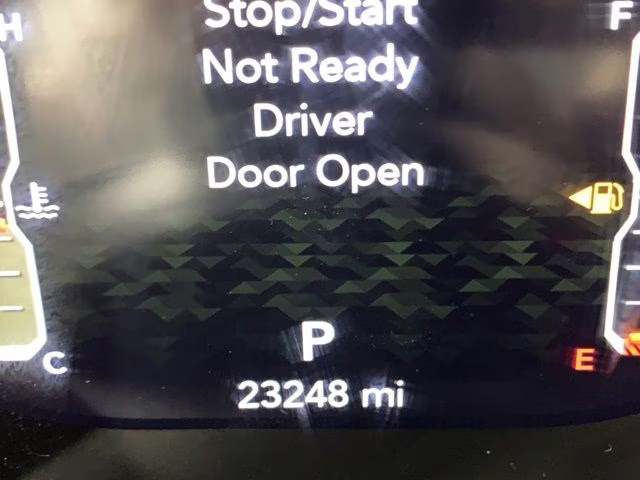 H
Stop/Start
F
Not Ready
Driver
Door Open
P
C
E
23248 mi